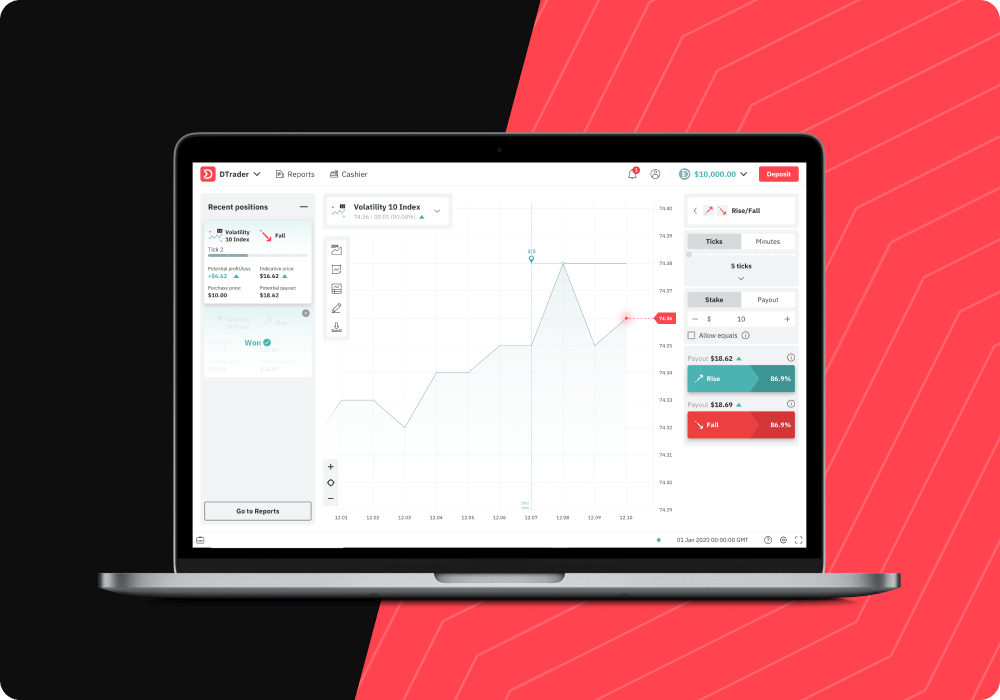 DTrader
Reports
Cashier
1
$10,000.00
Deposit
Recent positions
Volatility
10 Index
Fall
Tick 2
Potential profit/loss:
+$6.62
Indicative price:
$16.62
Purchase price:
$10.00
Potential payout:
$18.62
Won
Go to Reports
Volatility 10 Index
74.36 - 00.01 (00.00%)
74.40
74.39
74.38
74.37
74.36
74.35
74.34
74.33
74.32
74.31
74.30
74.29
12.01
12.02
12.03
12.04
12.05
12.06
12.07
12.08
12.09
12.10
Start
time
Rise/Fall
Ticks
Minutes
5 ticks
Stake
Payout
$
10
Allow equals
Payout $18.62
Rise
86.9%
Payout $18.69
Fall
86.9%
01 Jan 2020 00:00:00 GMT